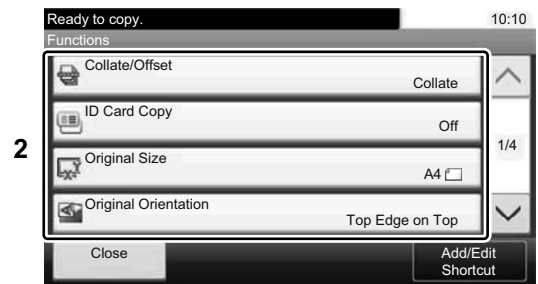 Ready to copy. 10:10
Functions
Collate/Offset
Collate
ID Card Copy
Off
1/4
2
Original Size
A4
Original Orientation
Top Edge on Top
Close
Add/Edit
Shortcut